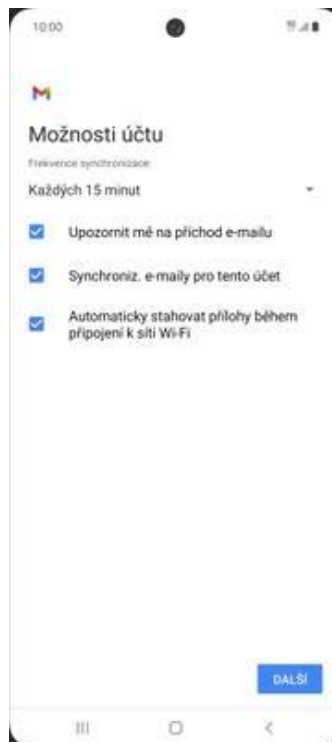 10:00
Možnosti účtu
Frekvence synchronizace:
Každých 15 minut
Upozornit mě na příchod e-mailu
Synchroniz. e-maily pro tento účet
Automaticky stahovat přílohy během
připojení k síti Wi-Fi
DALŠÍ